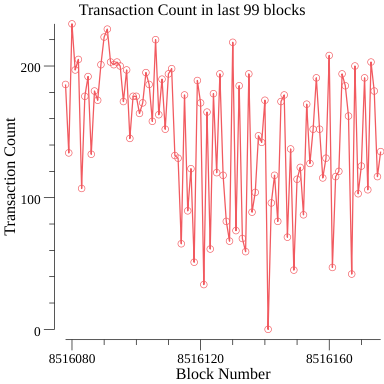 Transaction Count in last 99 blocks
Transaction Count
200
100
0
8516080
8516120
8516160
Block Number